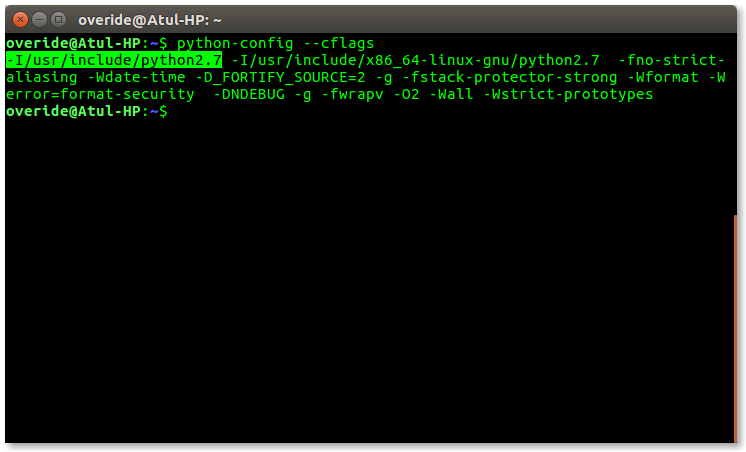 overide@Atul-HP: ~
overide@Atul-HP:~$ python-config --cflags
-I/usr/include/python2.7 -I/usr/include/x86_64-linux-gnu/python2.7  -fno-strict-
aliasing -Wdate-time -D_FORTIFY_SOURCE=2 -g -fstack-protector-strong -Wformat -W
error=format-security  -DNDEBUG -g -fwrapv -O2 -Wall -Wstrict-prototypes
overide@Atul-HP:~$